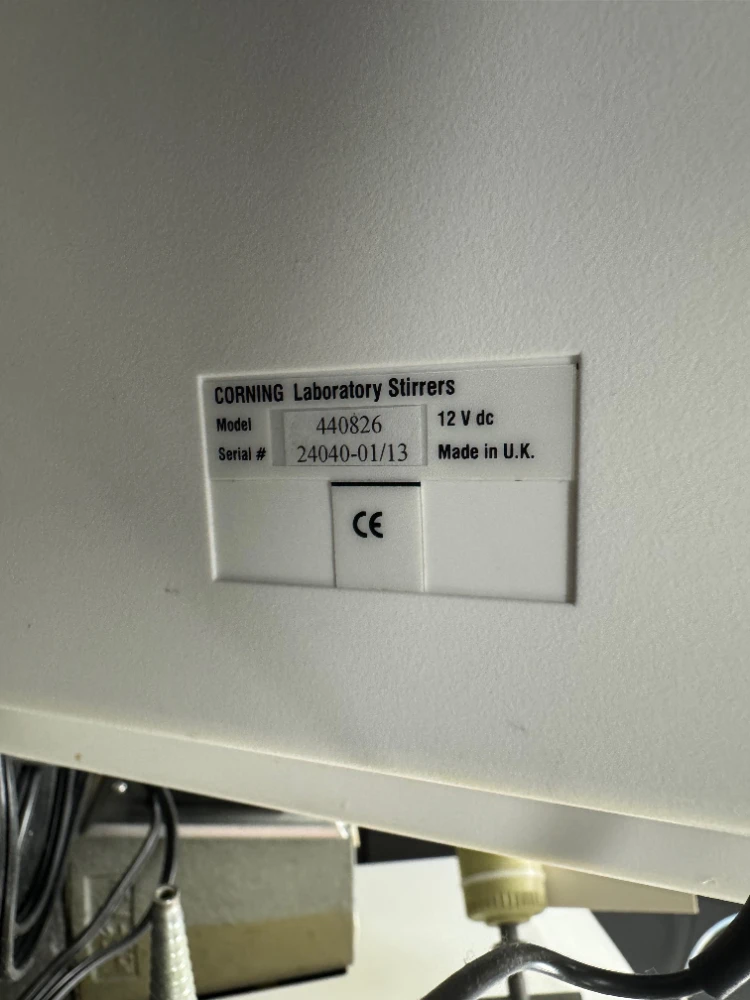 CORNING Laboratory Stirrers
Model 440826 12 V dc
Serial # 24040-01/13 Made in U.K.
CE